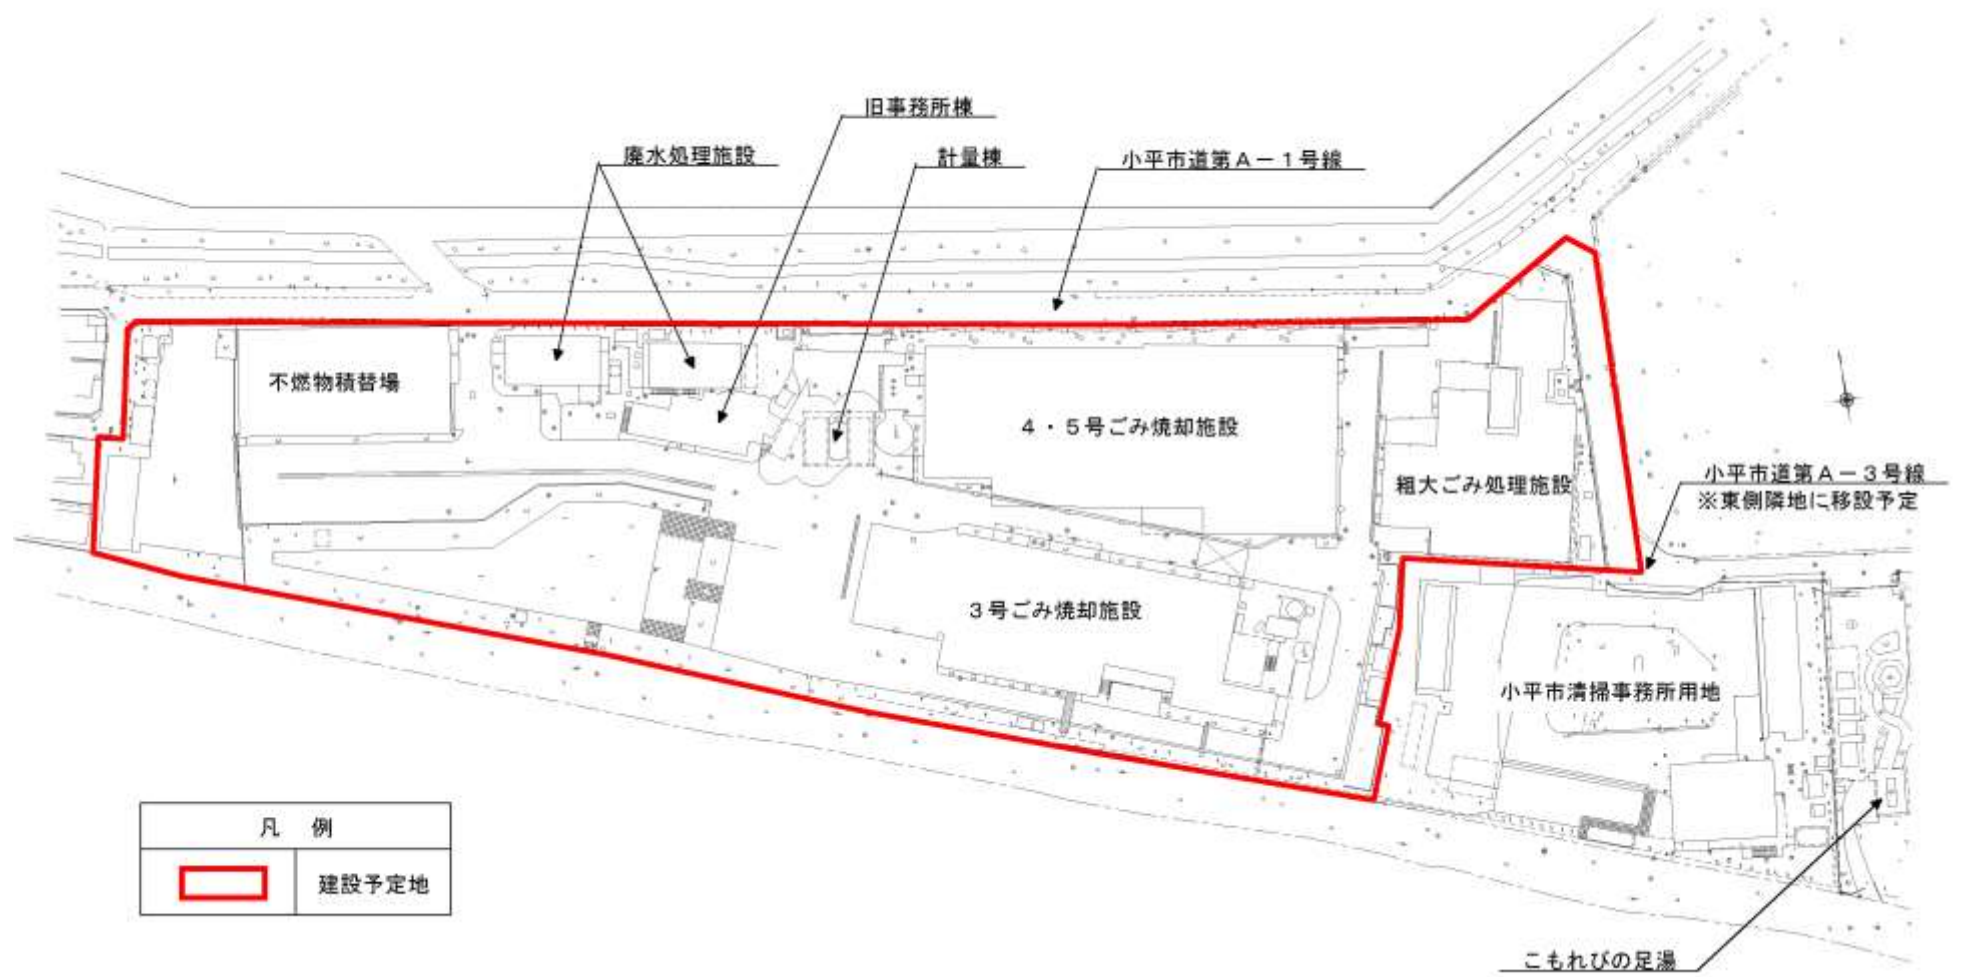 旧事務所棟
廃水処理施設
計量棟
小平市道第Ａ－１号線
不燃物積替場
４・５号ごみ焼却施設
粗大ごみ処理施設
小平市道第Ａ－３号線
※東側隣地に移設予定
３号ごみ焼却施設
小平市清掃事務所用地
凡　例
建設予定地
こもれびの足湯